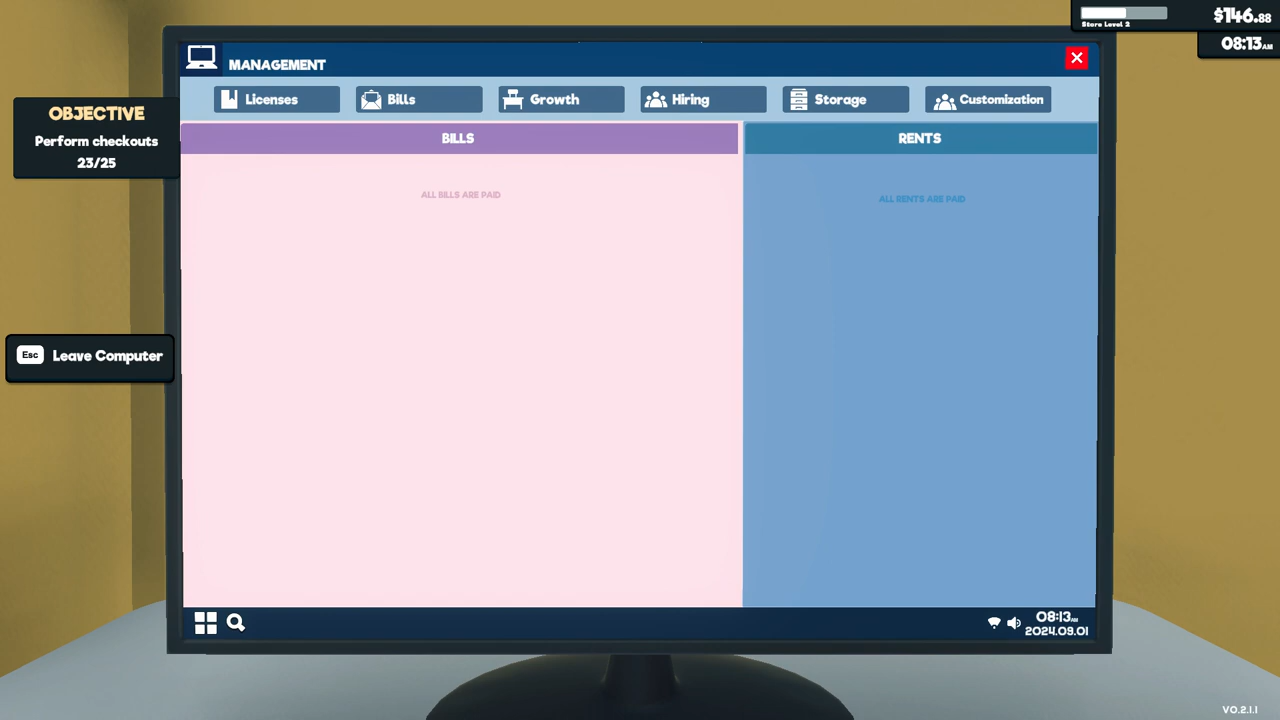 Store Level 2
$146.88
08:13AM
MANAGEMENT
Licenses
Bills
Growth
Hiring
Storage
Customization
OBJECTIVE
Perform checkouts
23/25
BILLS
RENTS
ALL BILLS ARE PAID
ALL RENTS ARE PAID
Esc Leave Computer
08:13AM
2024.09.01
V0.2.1.1